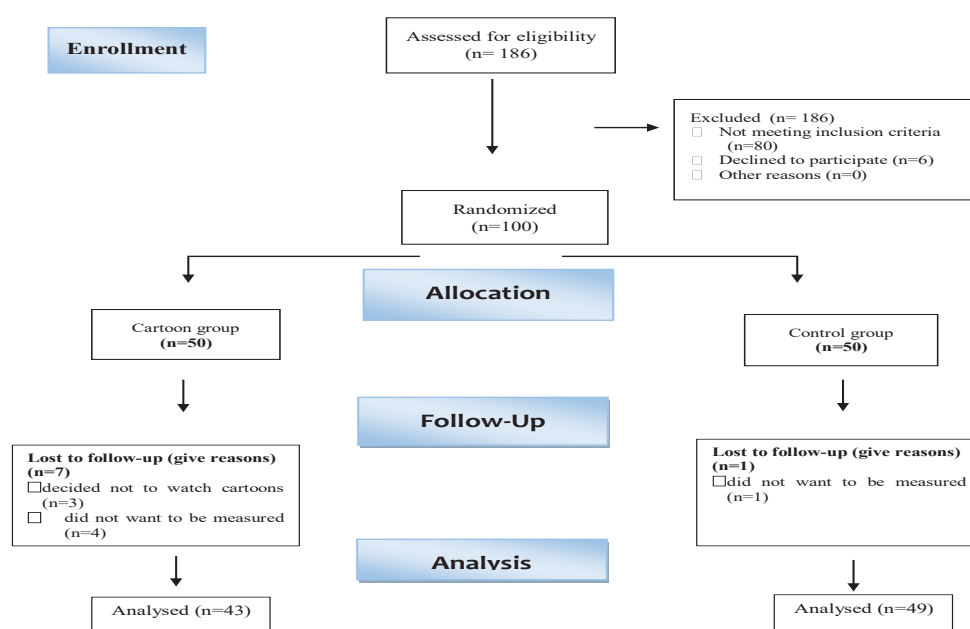 Enrollment
Assessed for eligibility
(n= 186)
Excluded (n= 186)
□ Not meeting inclusion criteria
(n=80)
□ Declined to participate (n=6)
□ Other reasons (n=0)
Randomized
(n=100)
Allocation
Cartoon group
(n=50)
Control group
(n=50)
Follow-Up
Lost to follow-up (give reasons)
(n=7)
□decided not to watch cartoons
(n=3)
□ did not want to be measured
(n=4)
Lost to follow-up (give reasons)
(n=1)
□did not want to be measured
(n=1)
Analysis
Analysed (n=43)
Analysed (n=49)